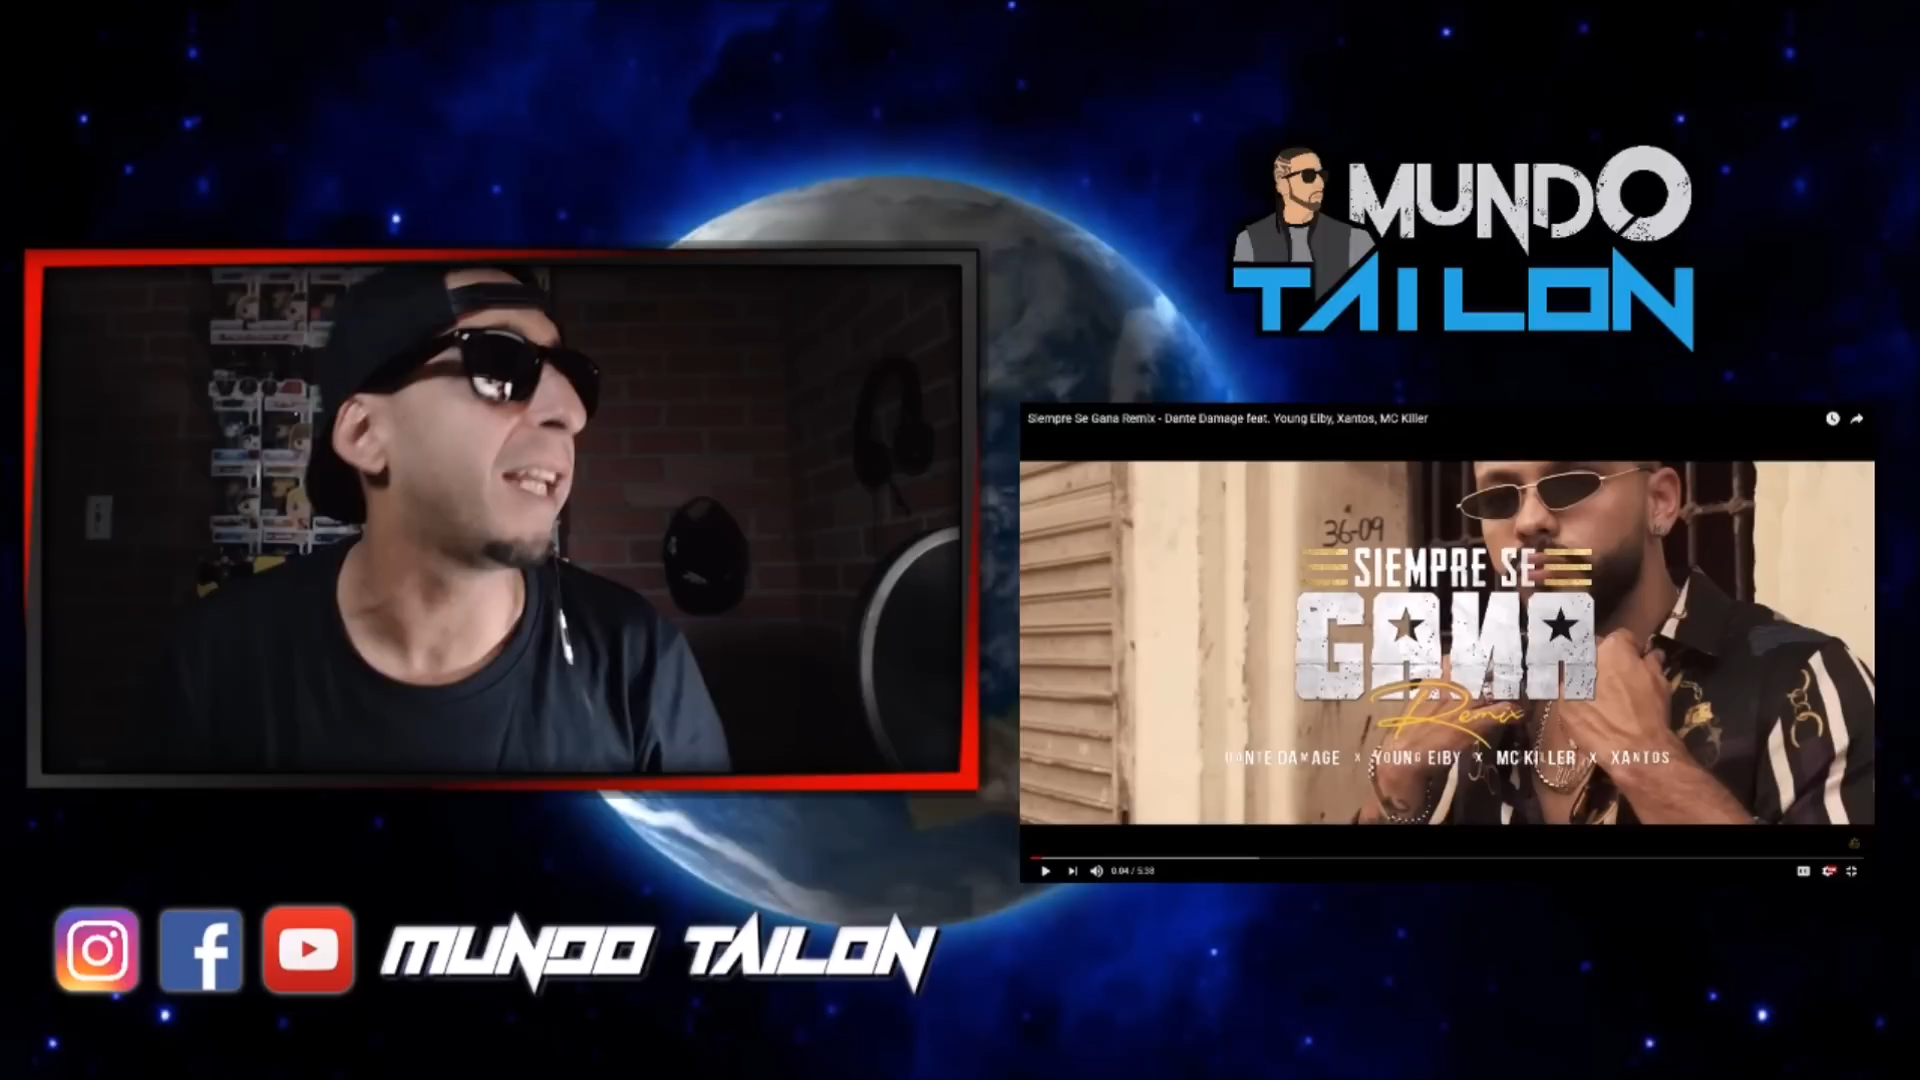 MUNDO
TAILON
Siempre Se Gana Remix - Dante Damage feat. Young Eiby, Xantos, MC Killer
36-09
SIEMPRE SE
GANA
Remix
DANTE DAMAGE x YOUNG EIBY x MC KILLER x XANTOS
0:04 / 5:38
MUNDO TAILON